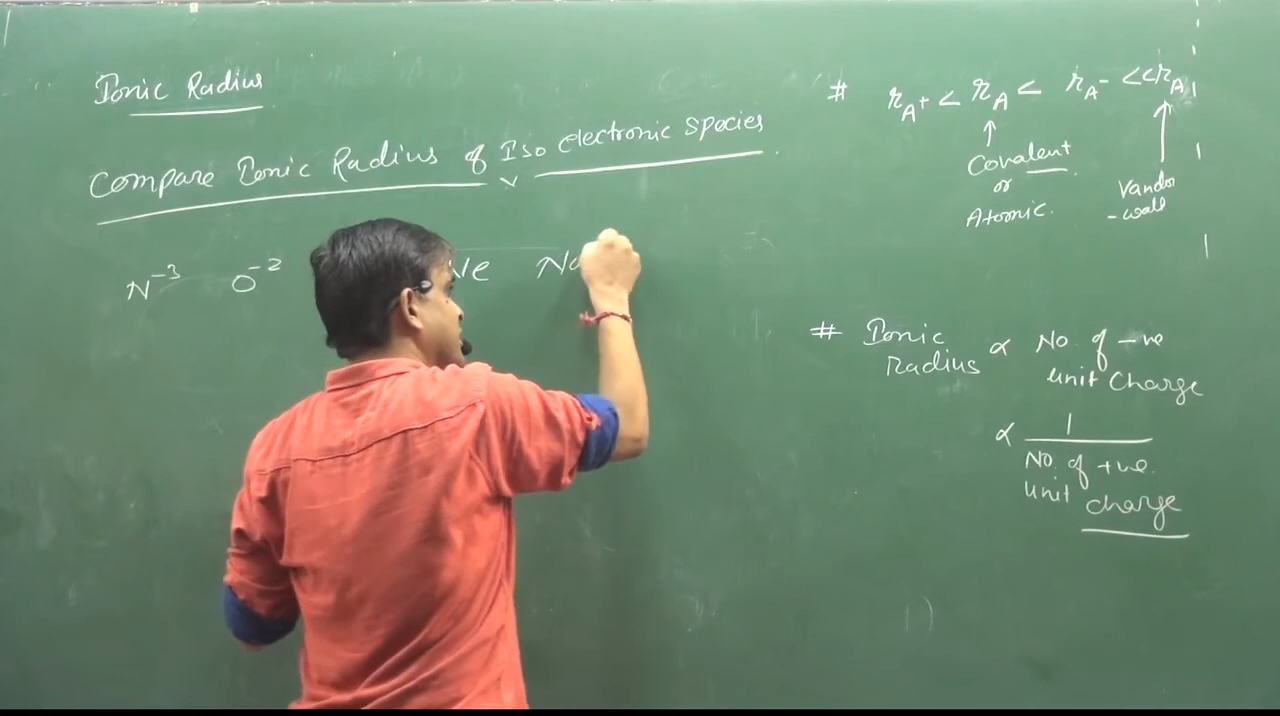 Ionic Radius
Compare Ionic Radius of Iso electronic species
N⁻³ O⁻² Ne Na
# r_A+ < r_A < r_A- << r_A
Covalent
or
Atomic.
Vander
-wall
# Ionic radius ∝ No. of -ve
unit charge
∝ 1
No. of +ve.
unit charge